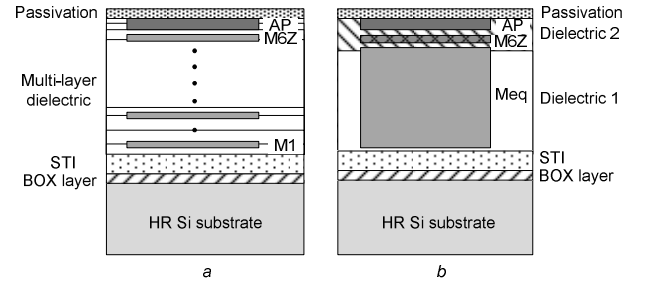 Passivation
AP
M6Z
Multi-layer
dielectric
M1
STI
BOX layer
HR Si substrate
a
Passivation
AP
Dielectric 2
M6Z
Meq
Dielectric 1
STI
BOX layer
HR Si substrate
b